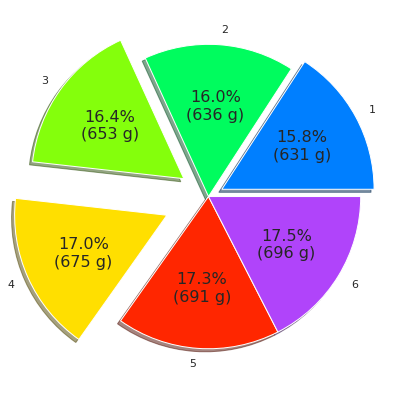 2
1
3
16.0%
(636 g)
16.4%
(653 g)
15.8%
(631 g)
17.0%
(675 g)
17.5%
(696 g)
17.3%
(691 g)
4
6
5